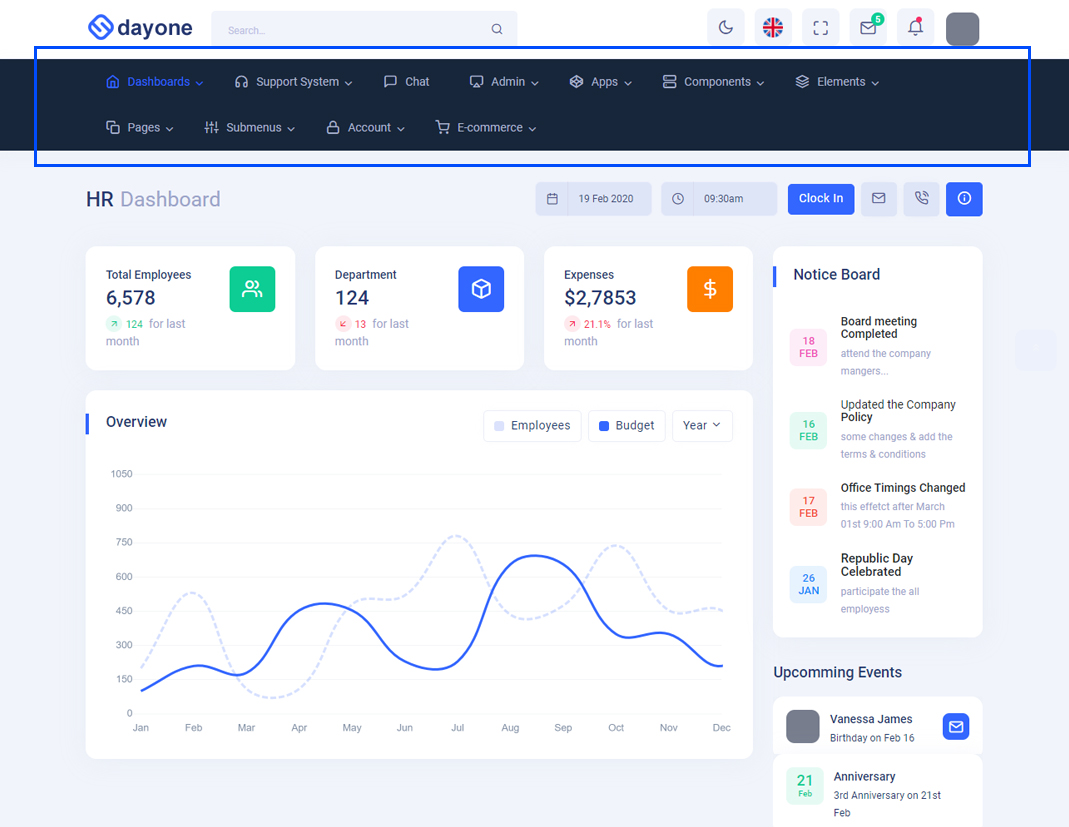 dayone
Search...
5
Dashboards
Support System
Chat
Admin
Apps
Components
Elements
Pages
Submenus
Account
E-commerce
HR Dashboard
19 Feb 2020
09:30am
Clock In
Total Employees
6,578
124 for last
month
Department
124
13 for last
month
Expenses
$2,7853
21.1% for last
month
Notice Board
18
FEB
Board meeting
Completed
attend the company
mangers...
16
FEB
Updated the Company
Policy
some changes & add the
terms & conditions
17
FEB
Office Timings Changed
this effetct after March
01st 9:00 Am To 5:00 Pm
26
JAN
Republic Day
Celebrated
participate the all
employess
Overview
Employees
Budget
Year
1050
900
750
600
450
300
150
0
Jan Feb Mar Apr May Jun Jul Aug Sep Oct Nov Dec
Upcomming Events
Vanessa James
Birthday on Feb 16
21
Feb
Anniversary
3rd Anniversary on 21st
Feb